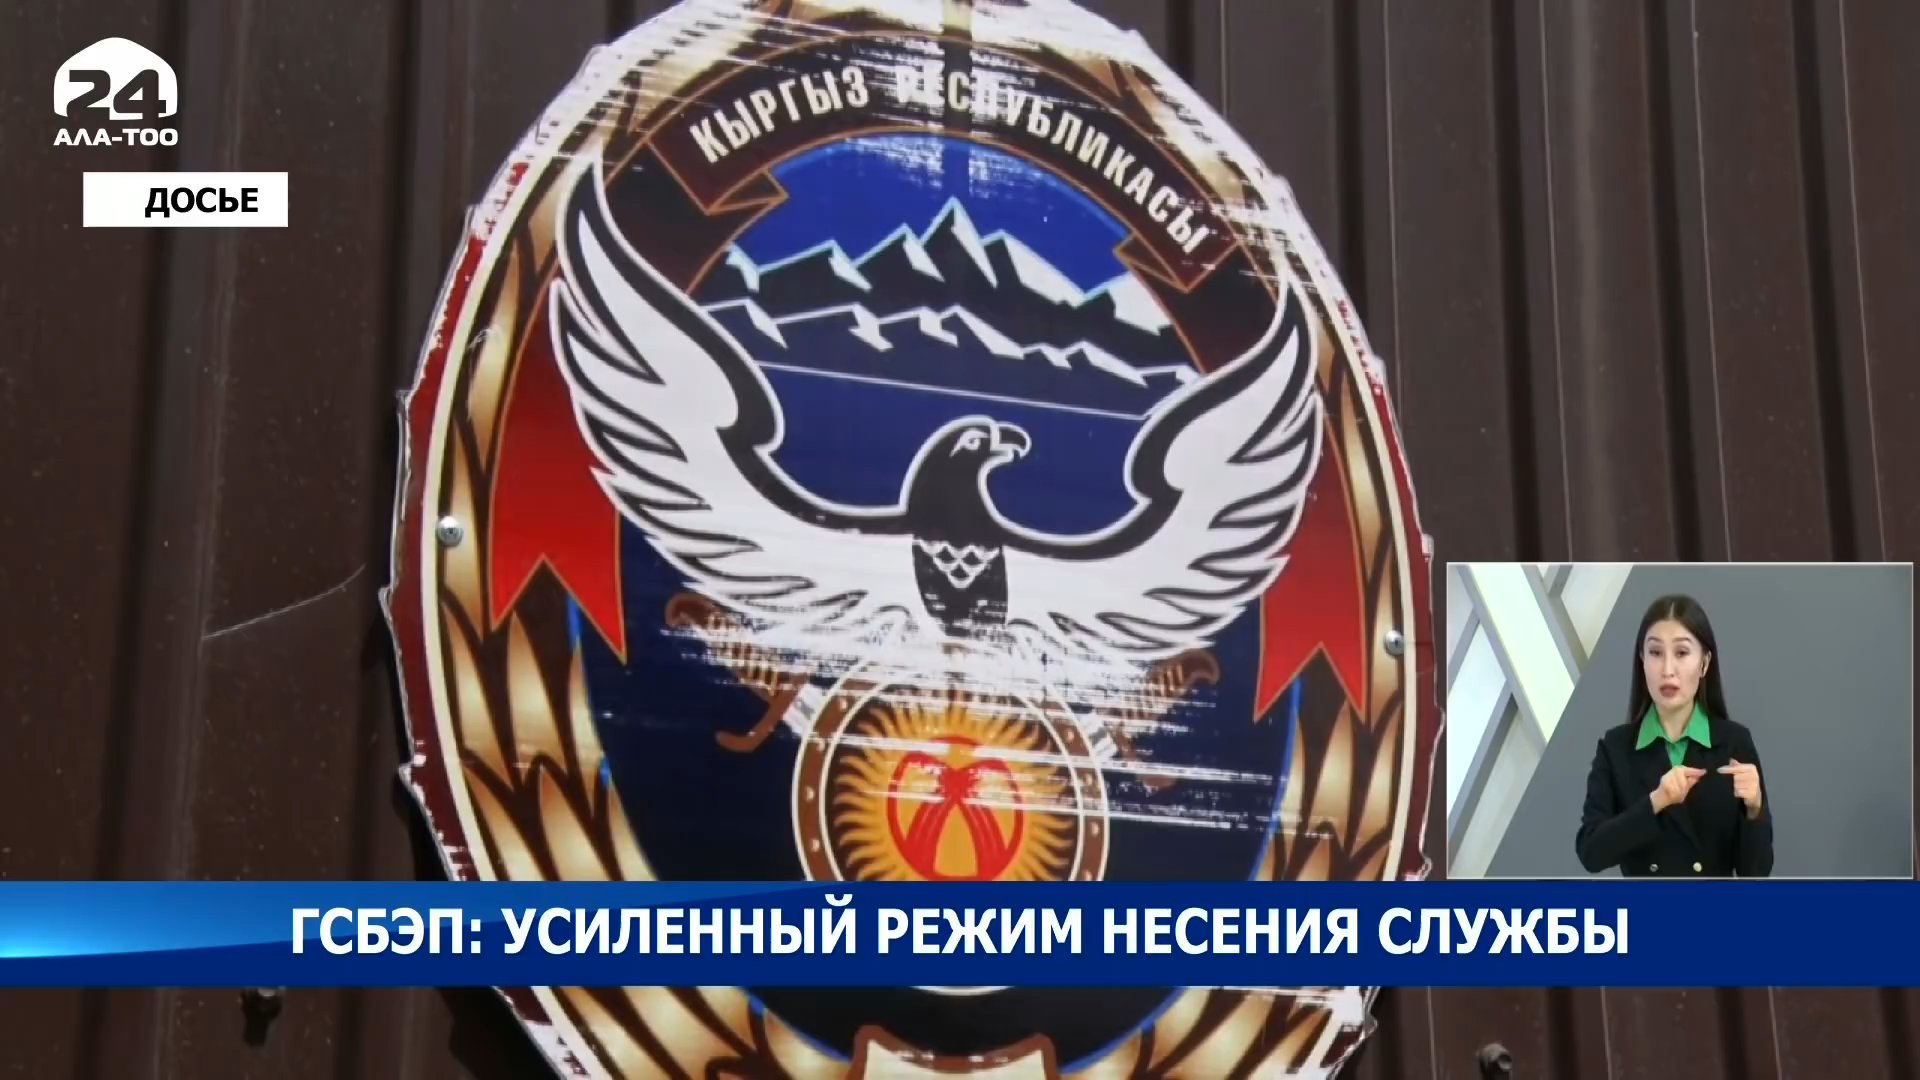 24
АЛА-ТОО
ДОСЬЕ
КЫРГЫЗ РЕСПУБЛИКАСЫ
ГСБЭП: УСИЛЕННЫЙ РЕЖИМ НЕСЕНИЯ СЛУЖБЫ